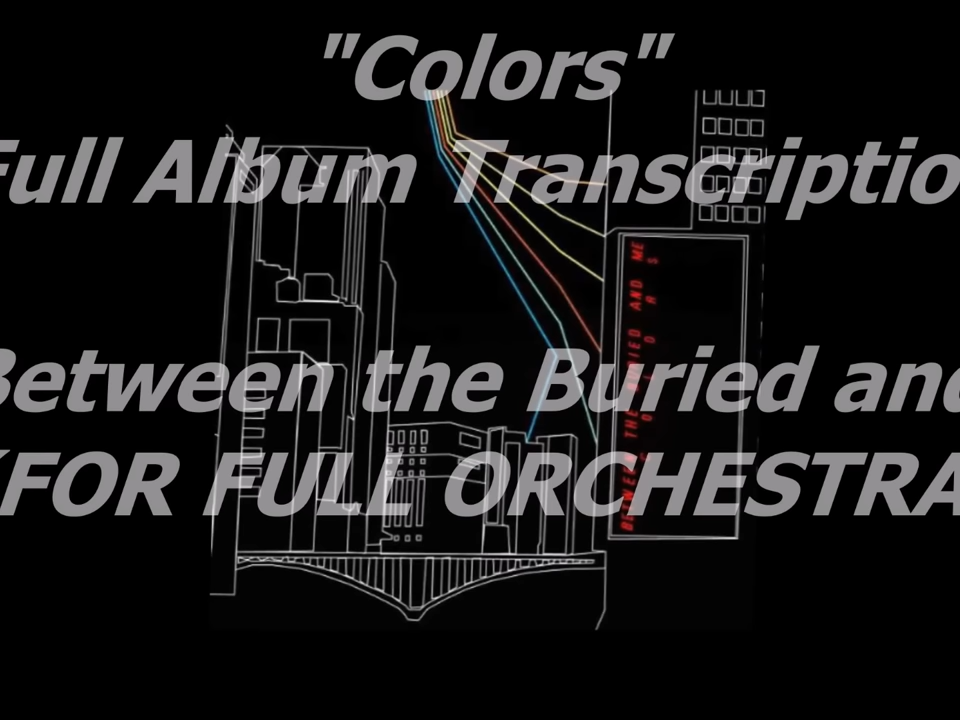 "Colors"
Full Album Transcriptio
Between the Buried and
(FOR FULL ORCHESTRA
BETWEEN THE BURIED AND ME
C O L O R S